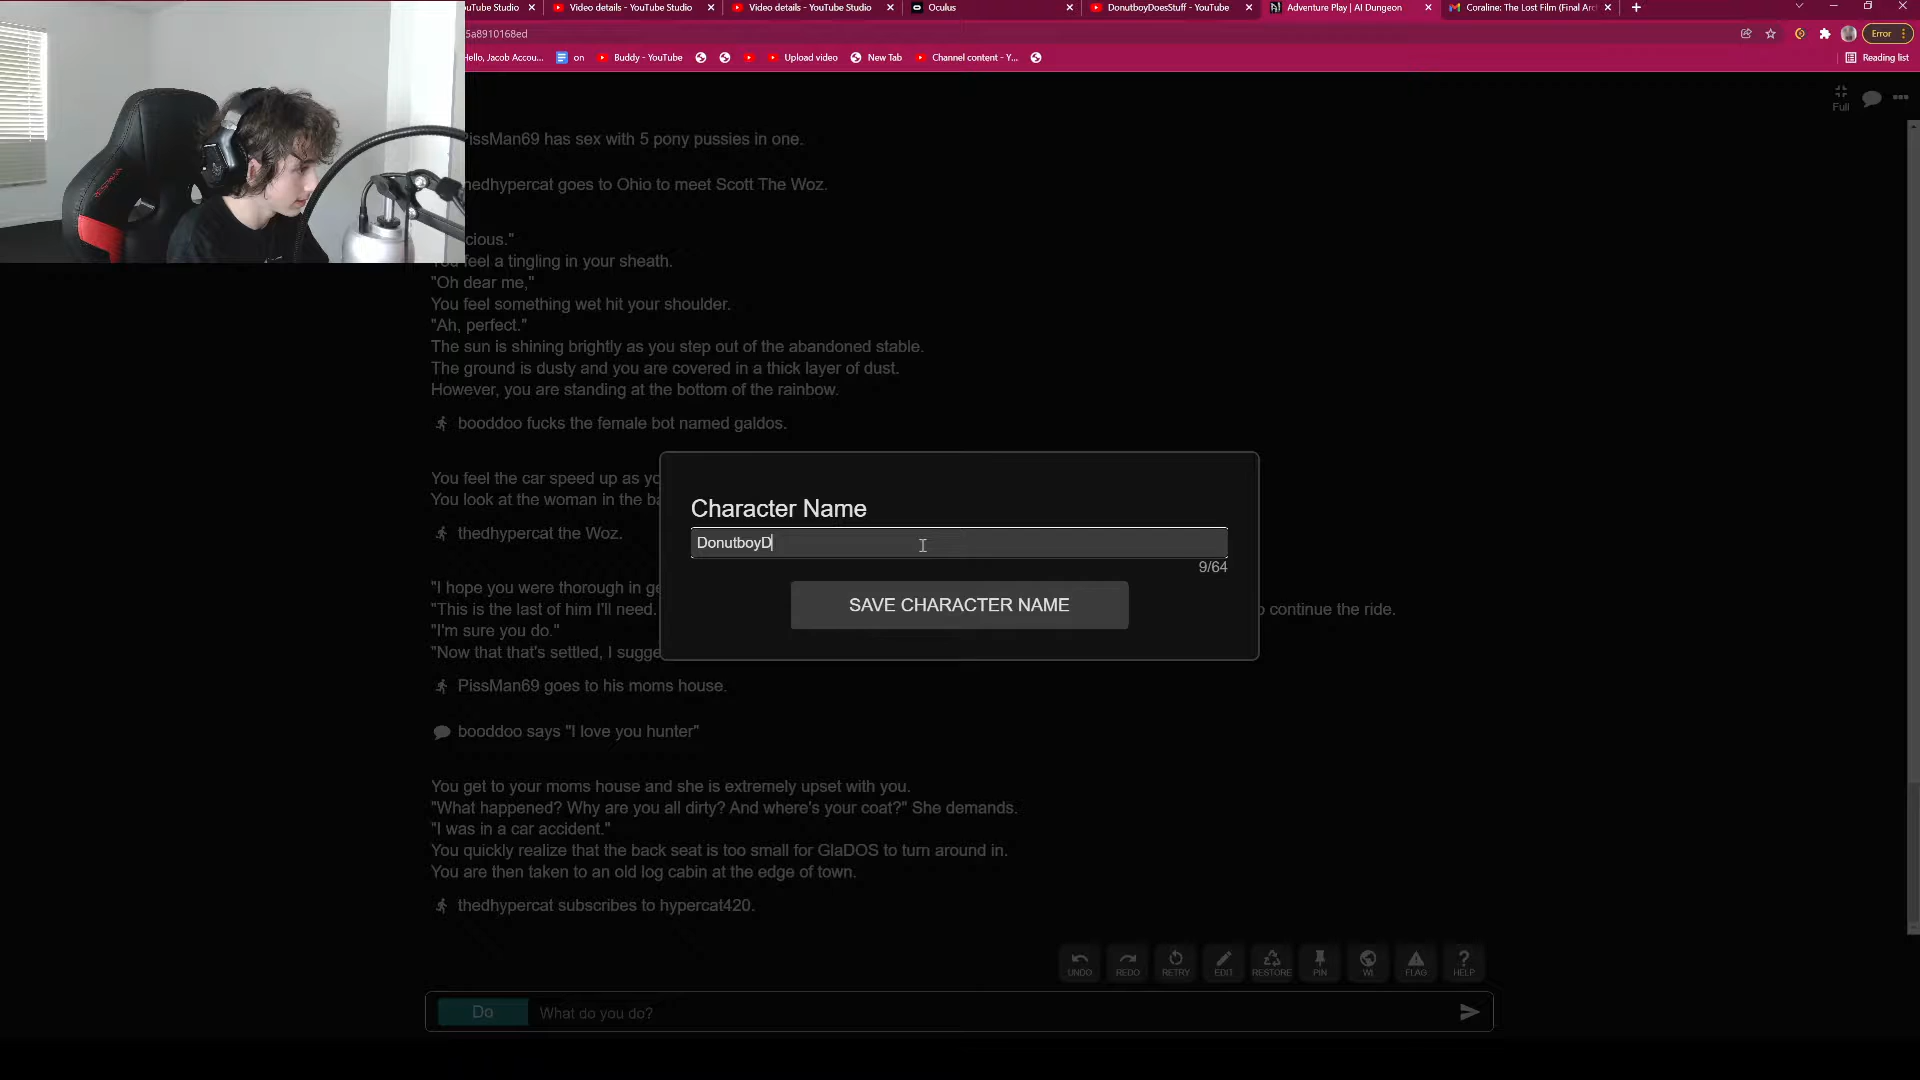 uTube Studio
Video details - YouTube Studio
Video details - YouTube Studio
Oculus
DonutboyDoesStuff - YouTube
Adventure Play | AI Dungeon
Coraline: The Lost Film (Final Arc
5a8910168ed
Error
Hello, Jacob Accou...
on
Buddy - YouTube
Upload video
New Tab
Channel content - Y...
Reading list
Full
PissMan69 has sex with 5 pony pussies in one.
hedhypercat goes to Ohio to meet Scott The Woz.
cious."
feel a tingling in your sheath.
"Oh dear me,"
You feel something wet hit your shoulder.
"Ah, perfect."
The sun is shining brightly as you step out of the abandoned stable.
The ground is dusty and you are covered in a thick layer of dust.
However, you are standing at the bottom of the rainbow.
booddoo fucks the female bot named galdos.
You feel the car speed up as yo
You look at the woman in the ba
thedhypercat the Woz.
Character Name
DonutboyD
9/64
SAVE CHARACTER NAME
"I hope you were thorough in ge
"This is the last of him I'll need. o continue the ride.
"I'm sure you do."
"Now that that's settled, I sugge
PissMan69 goes to his moms house.
booddoo says "I love you hunter"
You get to your moms house and she is extremely upset with you.
"What happened? Why are you all dirty? And where's your coat?" She demands.
"I was in a car accident."
You quickly realize that the back seat is too small for GlaDOS to turn around in.
You are then taken to an old log cabin at the edge of town.
thedhypercat subscribes to hypercat420.
UNDO REDO RETRY EDIT RESTORE PIN WI FLAG HELP
Do What do you do?